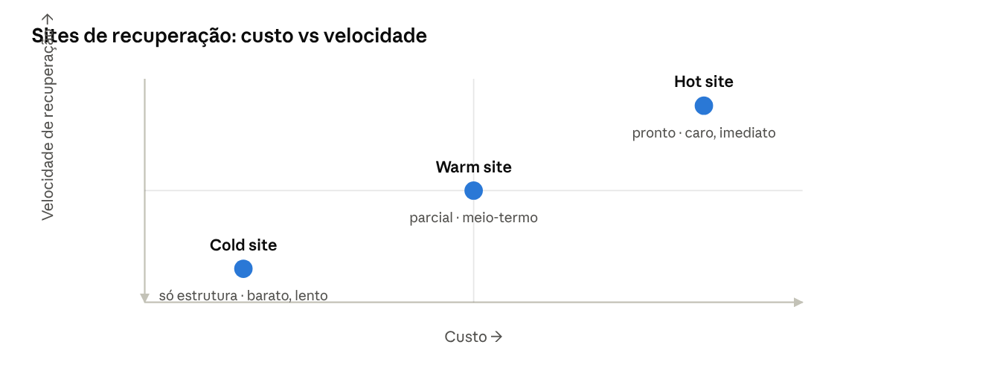 Sites de recuperação: custo vs velocidade
Velocidade de recuperação →
Hot site
pronto · caro, imediato
Warm site
parcial · meio-termo
Cold site
só estrutura · barato, lento
Custo →